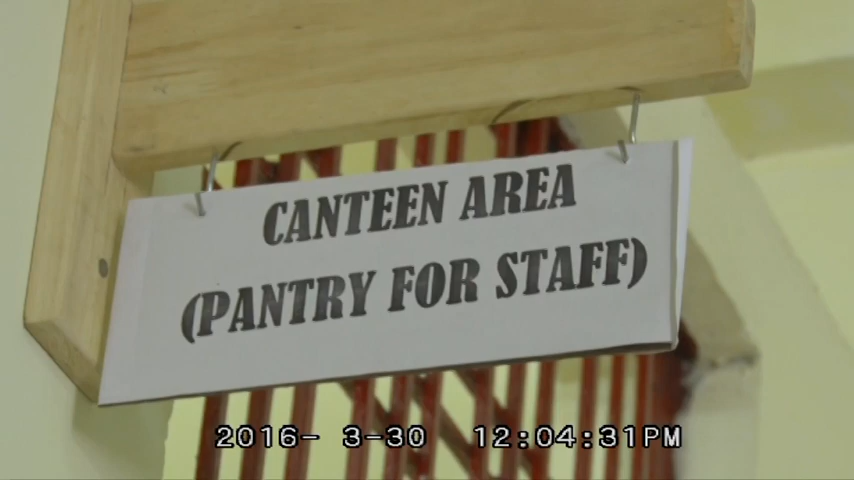 CANTEEN AREA
(PANTRY FOR STAFF)
2016- 3-30 12:04:31PM